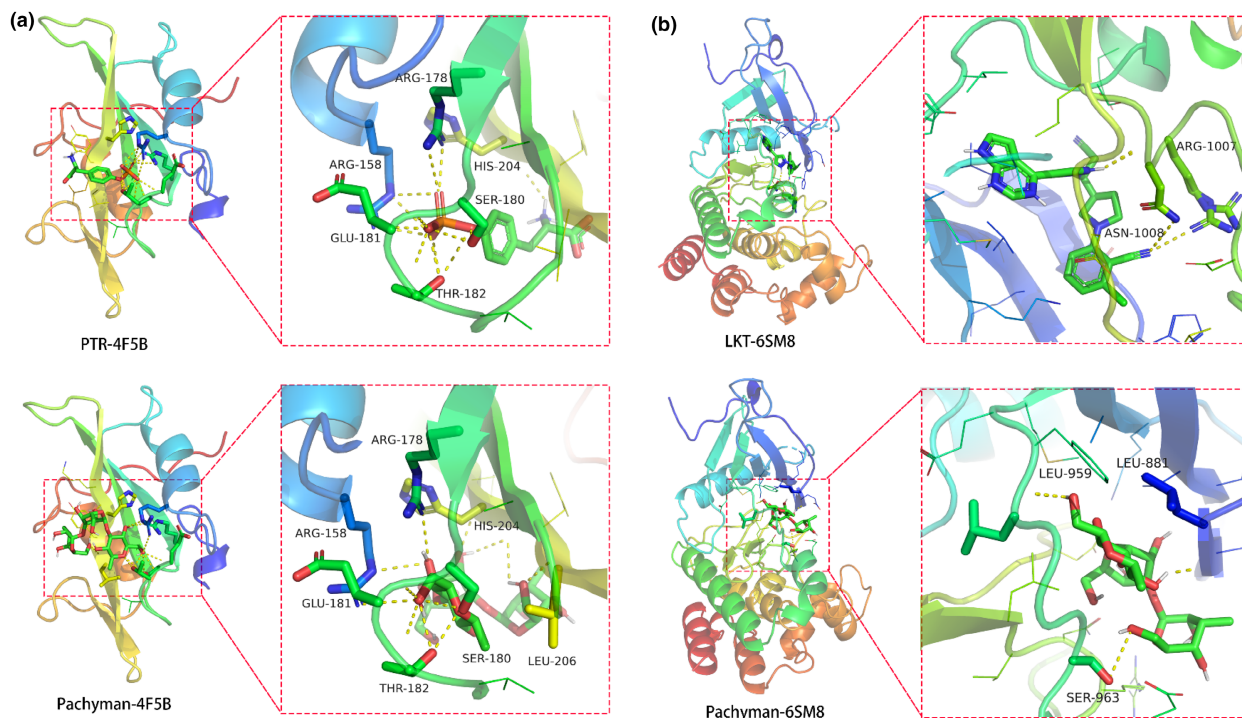 (a)
ARG-178
ARG-158
HIS-204
SER-180
GLU-181
THR-182
PTR-4F5B
(b)
ARG-1007
ASN-1008
LKT-6SM8
ARG-178
ARG-158
HIS-204
GLU-181
SER-180
LEU-206
THR-182
Pachyman-4F5B
LEU-959
LEU-881
SER-963
Pachyman-6SM8